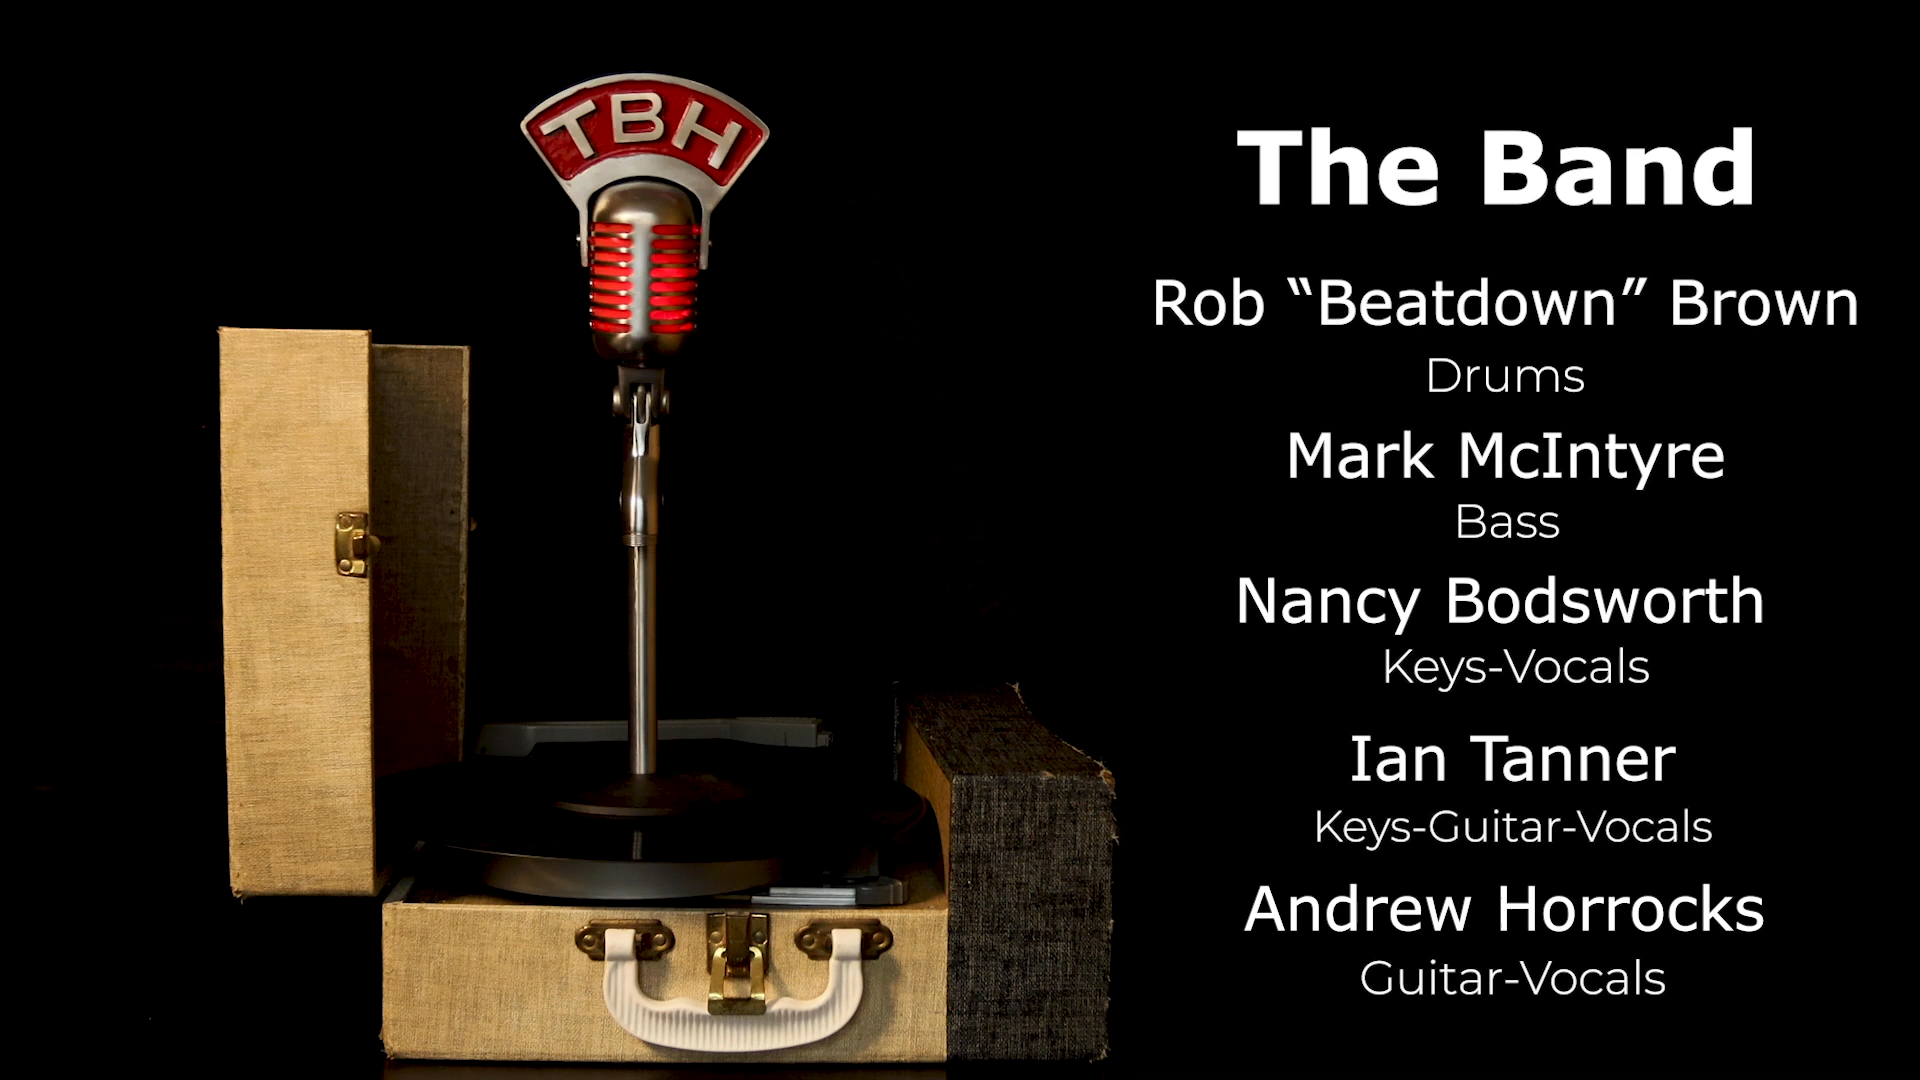 TBH
The Band
Rob “Beatdown” Brown
Drums
Mark McIntyre
Bass
Nancy Bodsworth
Keys-Vocals
Ian Tanner
Keys-Guitar-Vocals
Andrew Horrocks
Guitar-Vocals